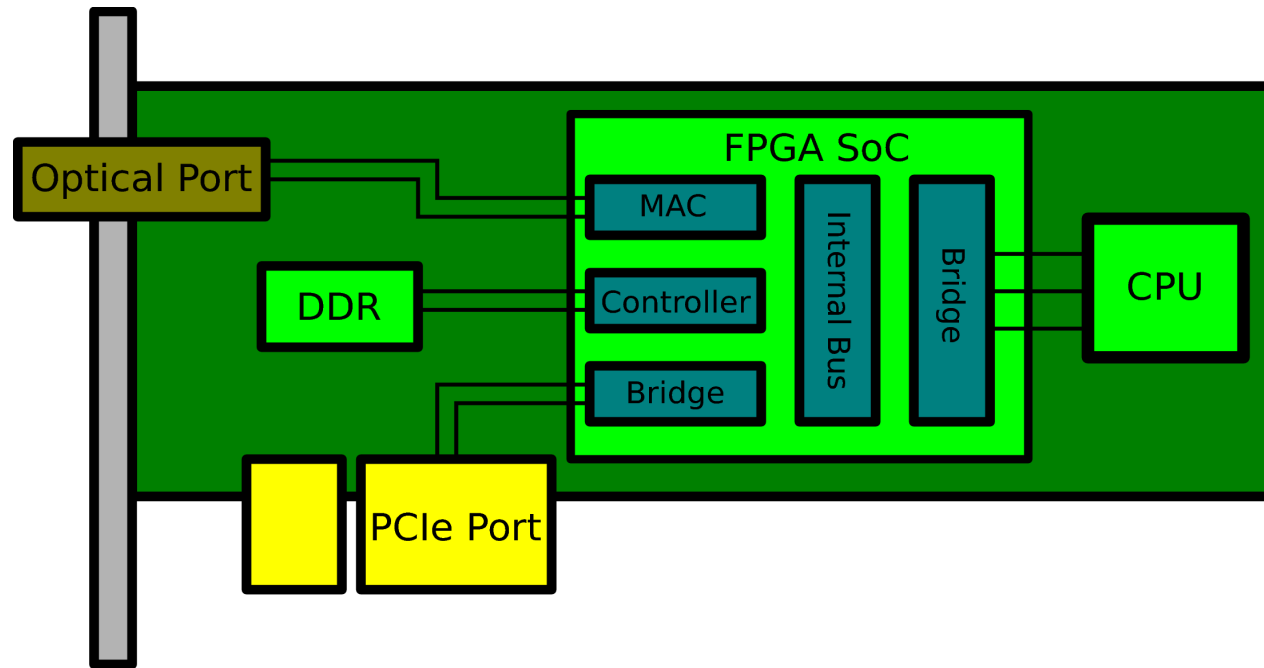 Optical Port
FPGA SoC
MAC
Internal Bus
Bridge
CPU
DDR
Controller
Bridge
PCIe Port